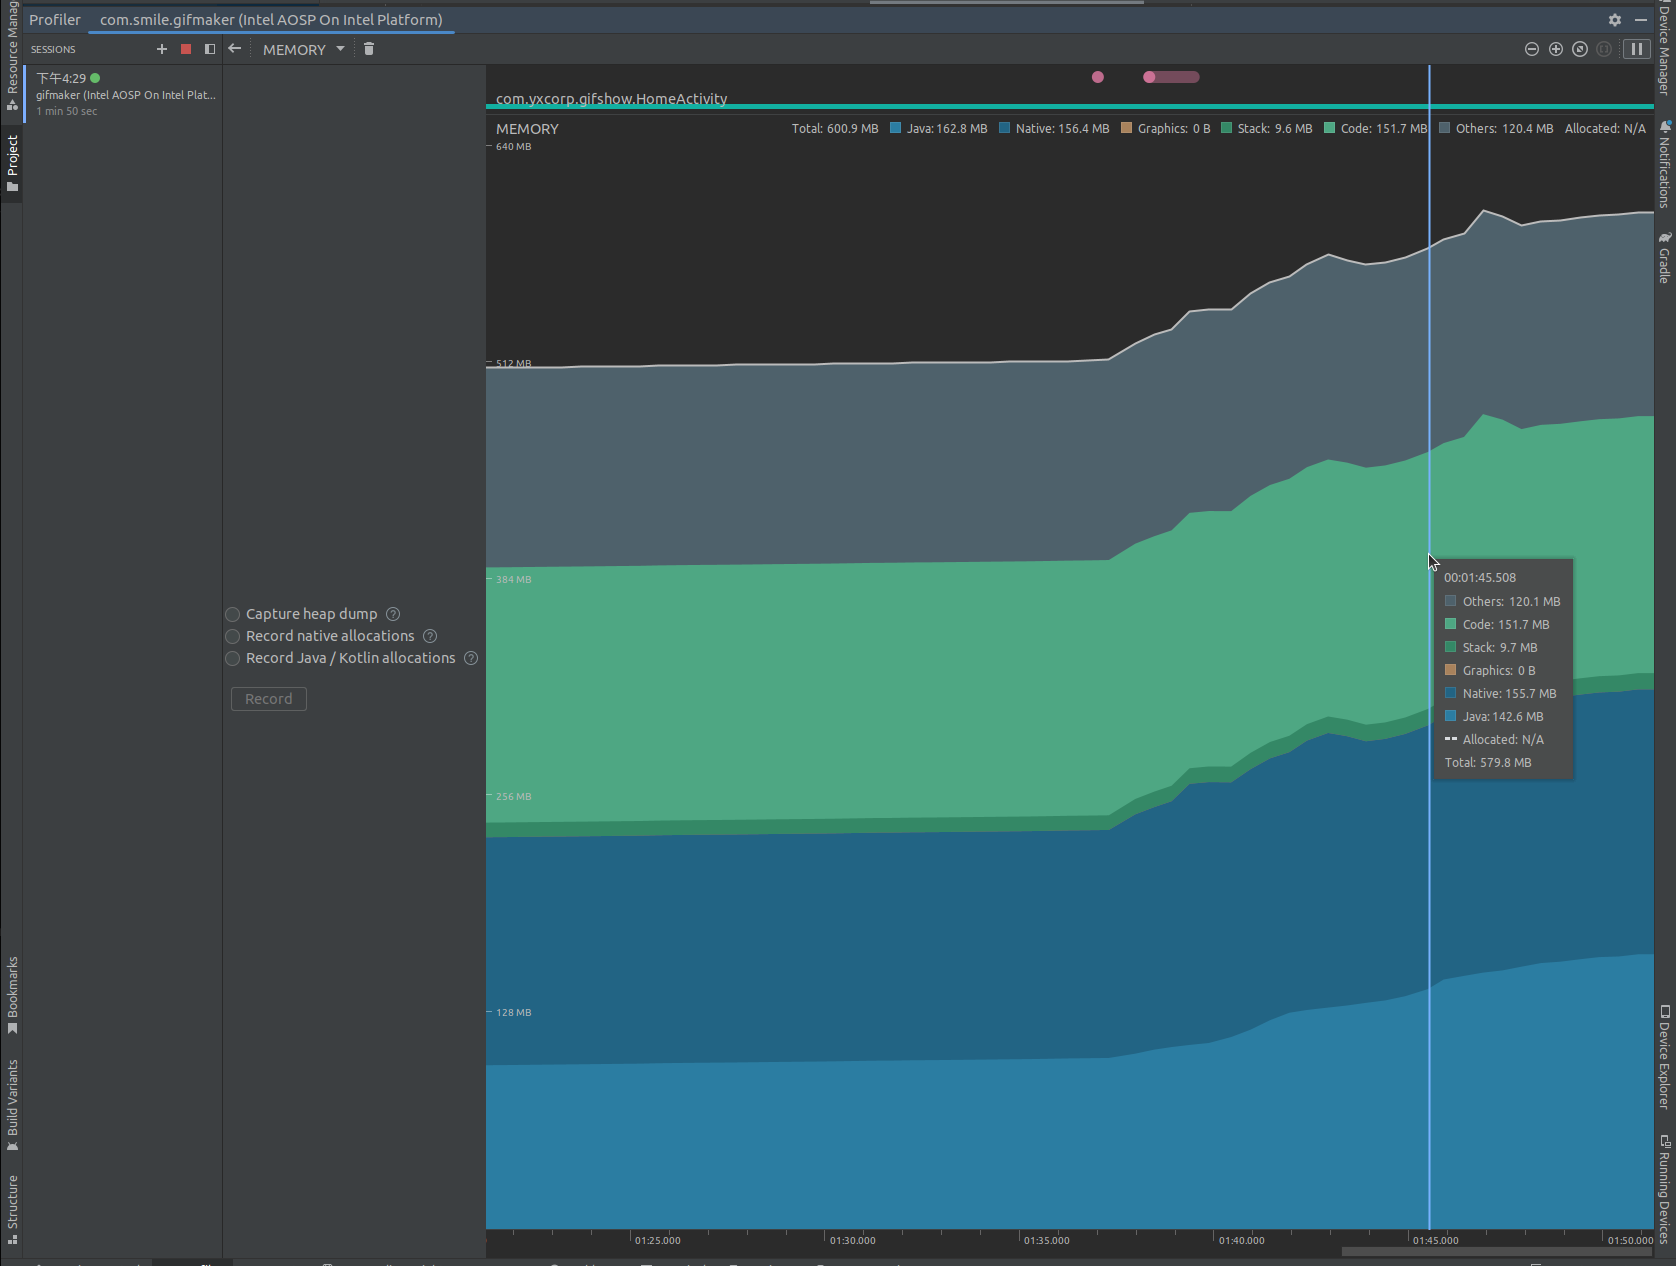 Profiler
com.smile.gifmaker (Intel AOSP On Intel Platform)
SESSIONS
MEMORY
下午4:29
gifmaker (Intel AOSP On Intel Plat...
1 min 50 sec
com.yxcorp.gifshow.HomeActivity
MEMORY
Total: 600.9 MB
Java: 162.8 MB
Native: 156.4 MB
Graphics: 0 B
Stack: 9.6 MB
Code: 151.7 MB
Others: 120.4 MB
Allocated: N/A
640 MB
512 MB
384 MB
256 MB
128 MB
Capture heap dump ?
Record native allocations ?
Record Java / Kotlin allocations ?
Record
00:01:45.508
Others: 120.1 MB
Code: 151.7 MB
Stack: 9.7 MB
Graphics: 0 B
Native: 155.7 MB
Java: 142.6 MB
Allocated: N/A
Total: 579.8 MB
01:25.000
01:30.000
01:35.000
01:40.000
01:45.000
01:50.000
Resource Manag
Project
Bookmarks
Build Variants
Structure
Device Manager
Notifications
Gradle
Device Explorer
Running Devices